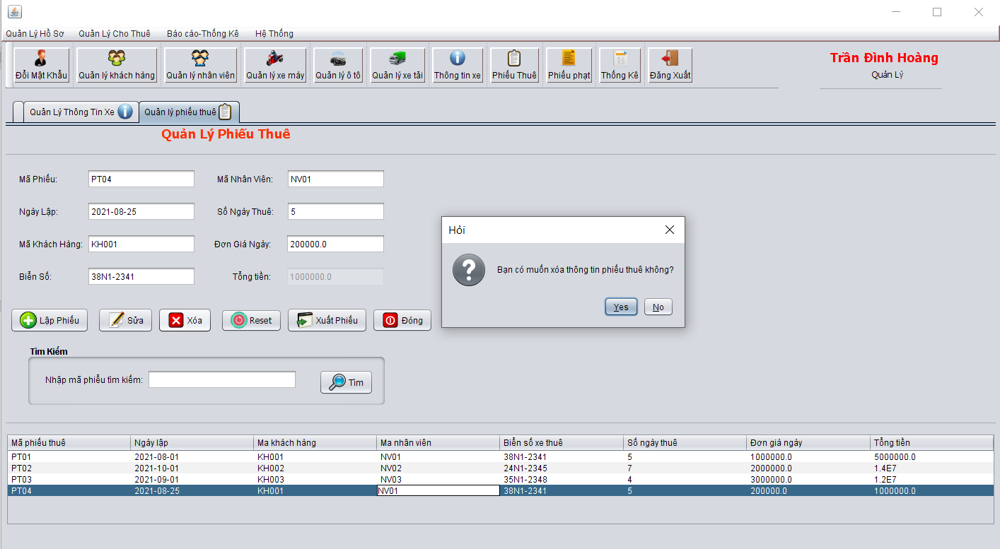 Quản Lý Hồ Sơ Quản Lý Cho Thuê Báo cáo-Thống Kê Hệ Thống
Đổi Mật Khẩu Quản lý khách hàng Quản lý nhân viên Quản lý xe máy Quản lý ô tô Quản lý xe tải Thông tin xe Phiếu Thuê Phiếu phạt Thống Kê Đăng Xuất
Trần Đình Hoàng
Quản Lý
Quản Lý Thông Tin Xe Quản lý phiếu thuê
Quản Lý Phiếu Thuê
Mã Phiếu: PT04 Mã Nhân Viên: NV01
Ngày Lập: 2021-08-25 Số Ngày Thuê: 5
Mã Khách Hàng: KH001 Đơn Giá Ngày: 200000.0
Biển Số: 38N1-2341 Tổng tiền: 1000000.0
Lập Phiếu Sửa Xóa Reset Xuất Phiếu Đóng
Hỏi
Bạn có muốn xóa thông tin phiếu thuê không?
Yes No
Tìm Kiếm
Nhập mã phiểu tìm kiếm: Tìm
Mã phiếu thuê Ngày lập Ma khách hàng Ma nhân viên Biển số xe thuê Số ngày thuê Đơn giá ngày Tổng tiền
PT01 2021-08-01 KH001 NV01 38N1-2341 5 1000000.0 5000000.0
PT02 2021-10-01 KH002 NV02 24N1-2345 7 2000000.0 1.4E7
PT03 2021-09-01 KH003 NV03 35N1-2348 4 3000000.0 1.2E7
PT04 2021-08-25 KH001 NV01 38N1-2341 5 200000.0 1000000.0